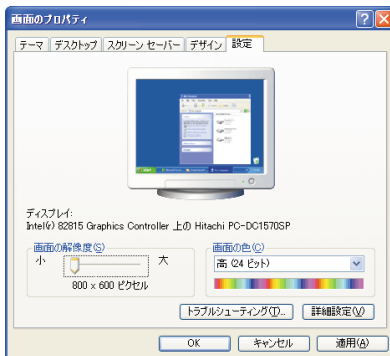 画面のプロパティ
テーマ デスクトップ スクリーン セーバー デザイン 設定
ディスプレイ:
Intel(r) 82815 Graphics Controller 上の Hitachi PC-DC1570SP
画面の解像度(S) 画面の色(C)
小 大 高 (24 ビット)
800 x 600 ピクセル
トラブルシューティング(T)... 詳細設定(V)
OK キャンセル 適用(A)